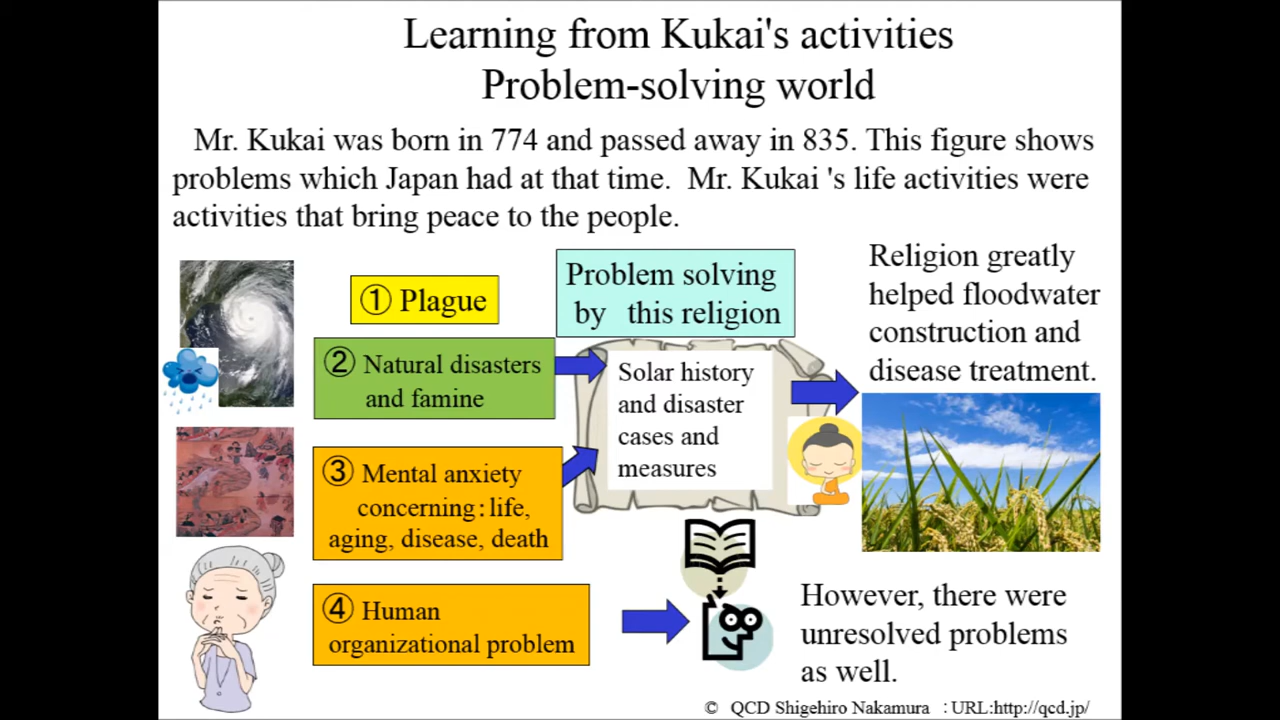 Learning from Kukai's activities
Problem-solving world
Mr. Kukai was born in 774 and passed away in 835. This figure shows
problems which Japan had at that time.  Mr. Kukai 's life activities were
activities that bring peace to the people.
① Plague
② Natural disasters
and famine
③ Mental anxiety
concerning：life,
aging, disease, death
④ Human
organizational problem
Problem solving
by this religion
Solar history
and disaster
cases and
measures
Religion greatly
helped floodwater
construction and
disease treatment.
However, there were
unresolved problems
as well.
© QCD Shigehiro Nakamura ：URL:http://qcd.jp/